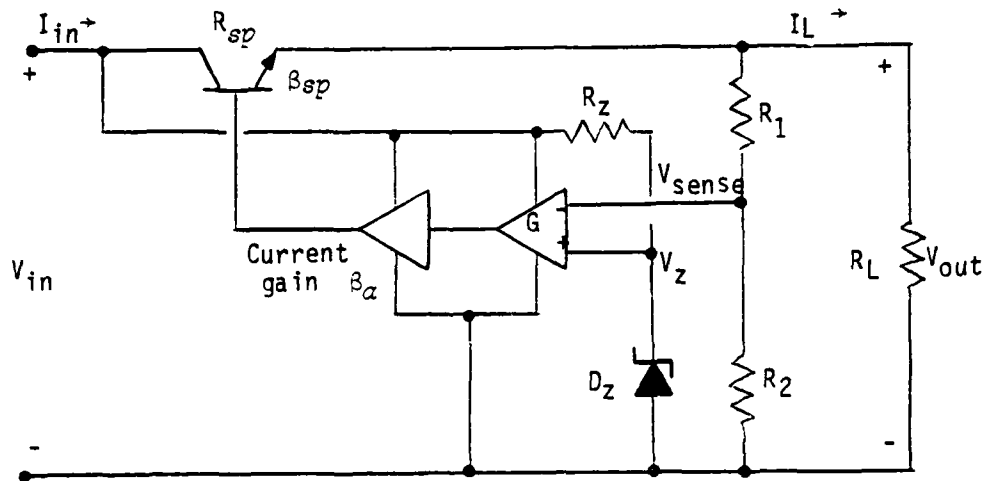 I_in →
R_sp
I_L →
+
β_sp
+
R_z
R_1
V_sense
-
G
+
V_in
Current
gain β_a
V_z
R_L
V_out
D_z
R_2
-
-